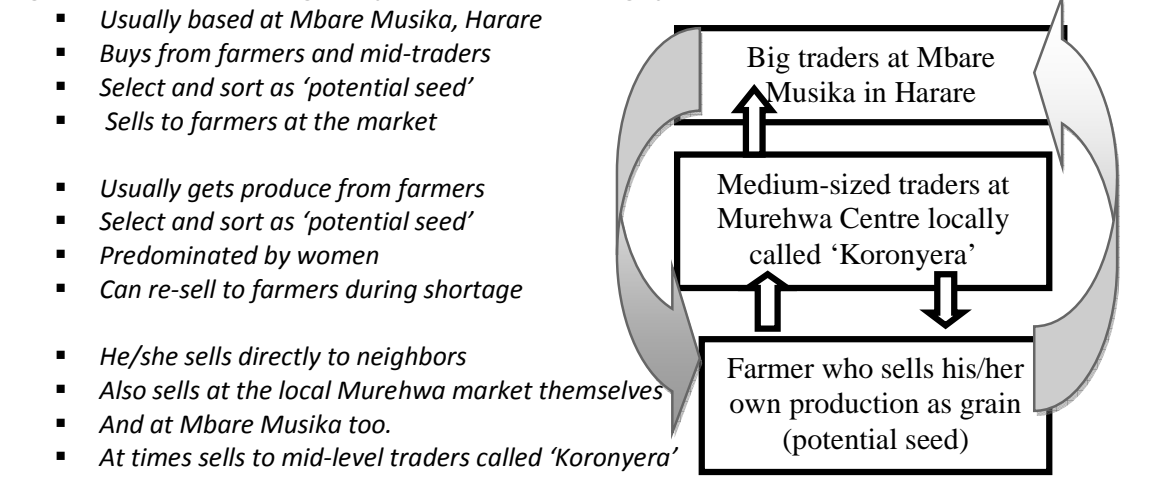 ▪ Usually based at Mbare Musika, Harare
▪ Buys from farmers and mid-traders
▪ Select and sort as ‘potential seed’
▪ Sells to farmers at the market
Big traders at Mbare
Musika in Harare
▪ Usually gets produce from farmers
▪ Select and sort as ‘potential seed’
▪ Predominated by women
▪ Can re-sell to farmers during shortage
Medium-sized traders at
Murehwa Centre locally
called ‘Koronyera’
▪ He/she sells directly to neighbors
▪ Also sells at the local Murehwa market themselves
▪ And at Mbare Musika too.
▪ At times sells to mid-level traders called ‘Koronyera’
Farmer who sells his/her
own production as grain
(potential seed)